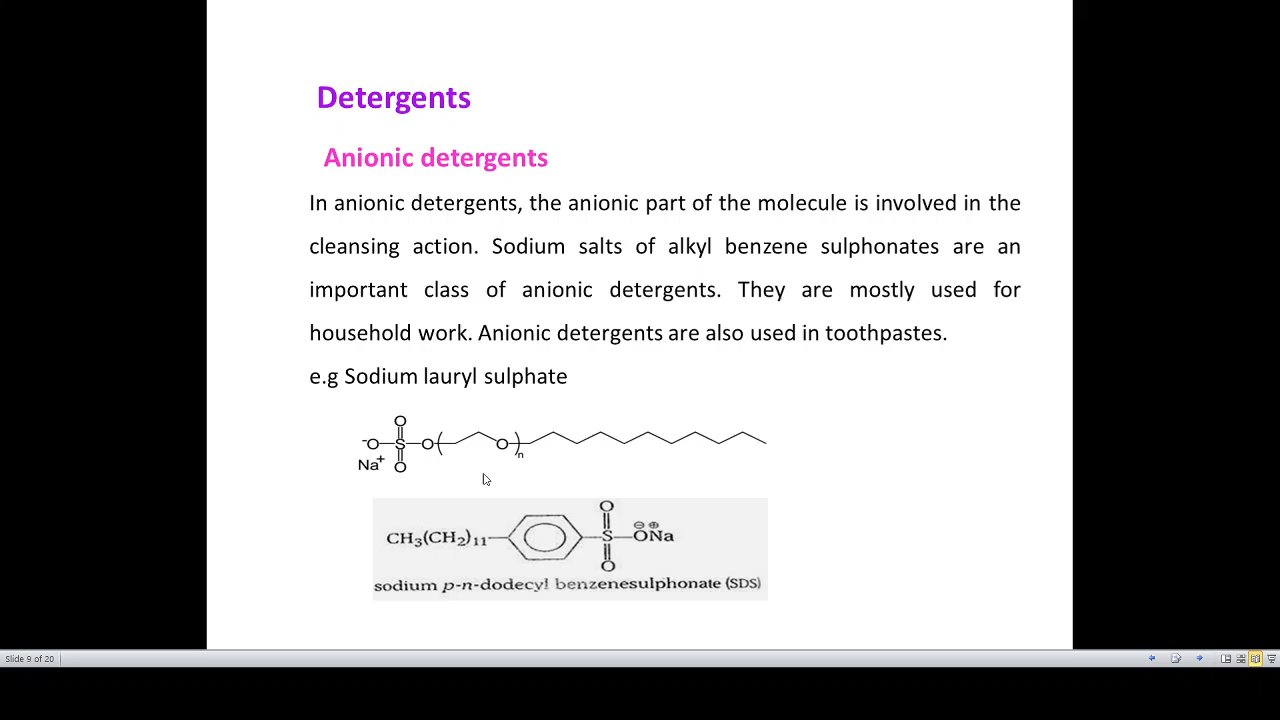 Detergents
Anionic detergents
In anionic detergents, the anionic part of the molecule is involved in the
cleansing action. Sodium salts of alkyl benzene sulphonates are an
important class of anionic detergents. They are mostly used for
household work. Anionic detergents are also used in toothpastes.
e.g Sodium lauryl sulphate
O
-O S O ( O )n
Na+ O
O
CH3(CH2)11 S ONa
O
sodium p-n-dodecyl benzenesulphonate (SDS)
Slide 9 of 20